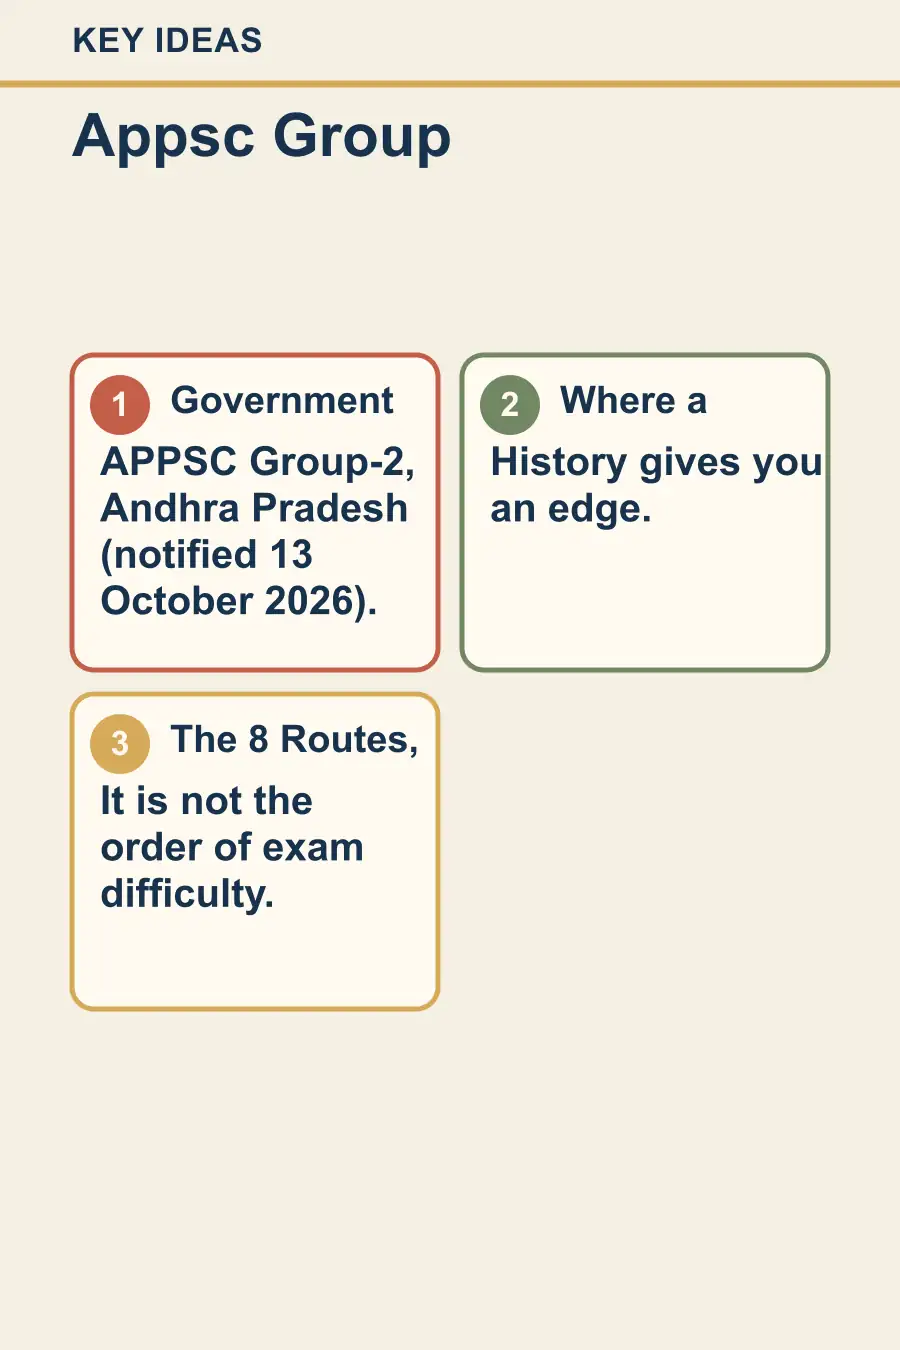 KEY IDEAS
Appsc Group
1 Government
APPSC Group-2,
Andhra Pradesh
(notified 13
October 2026).
2 Where a
History gives you
an edge.
3 The 8 Routes,
It is not the
order of exam
difficulty.